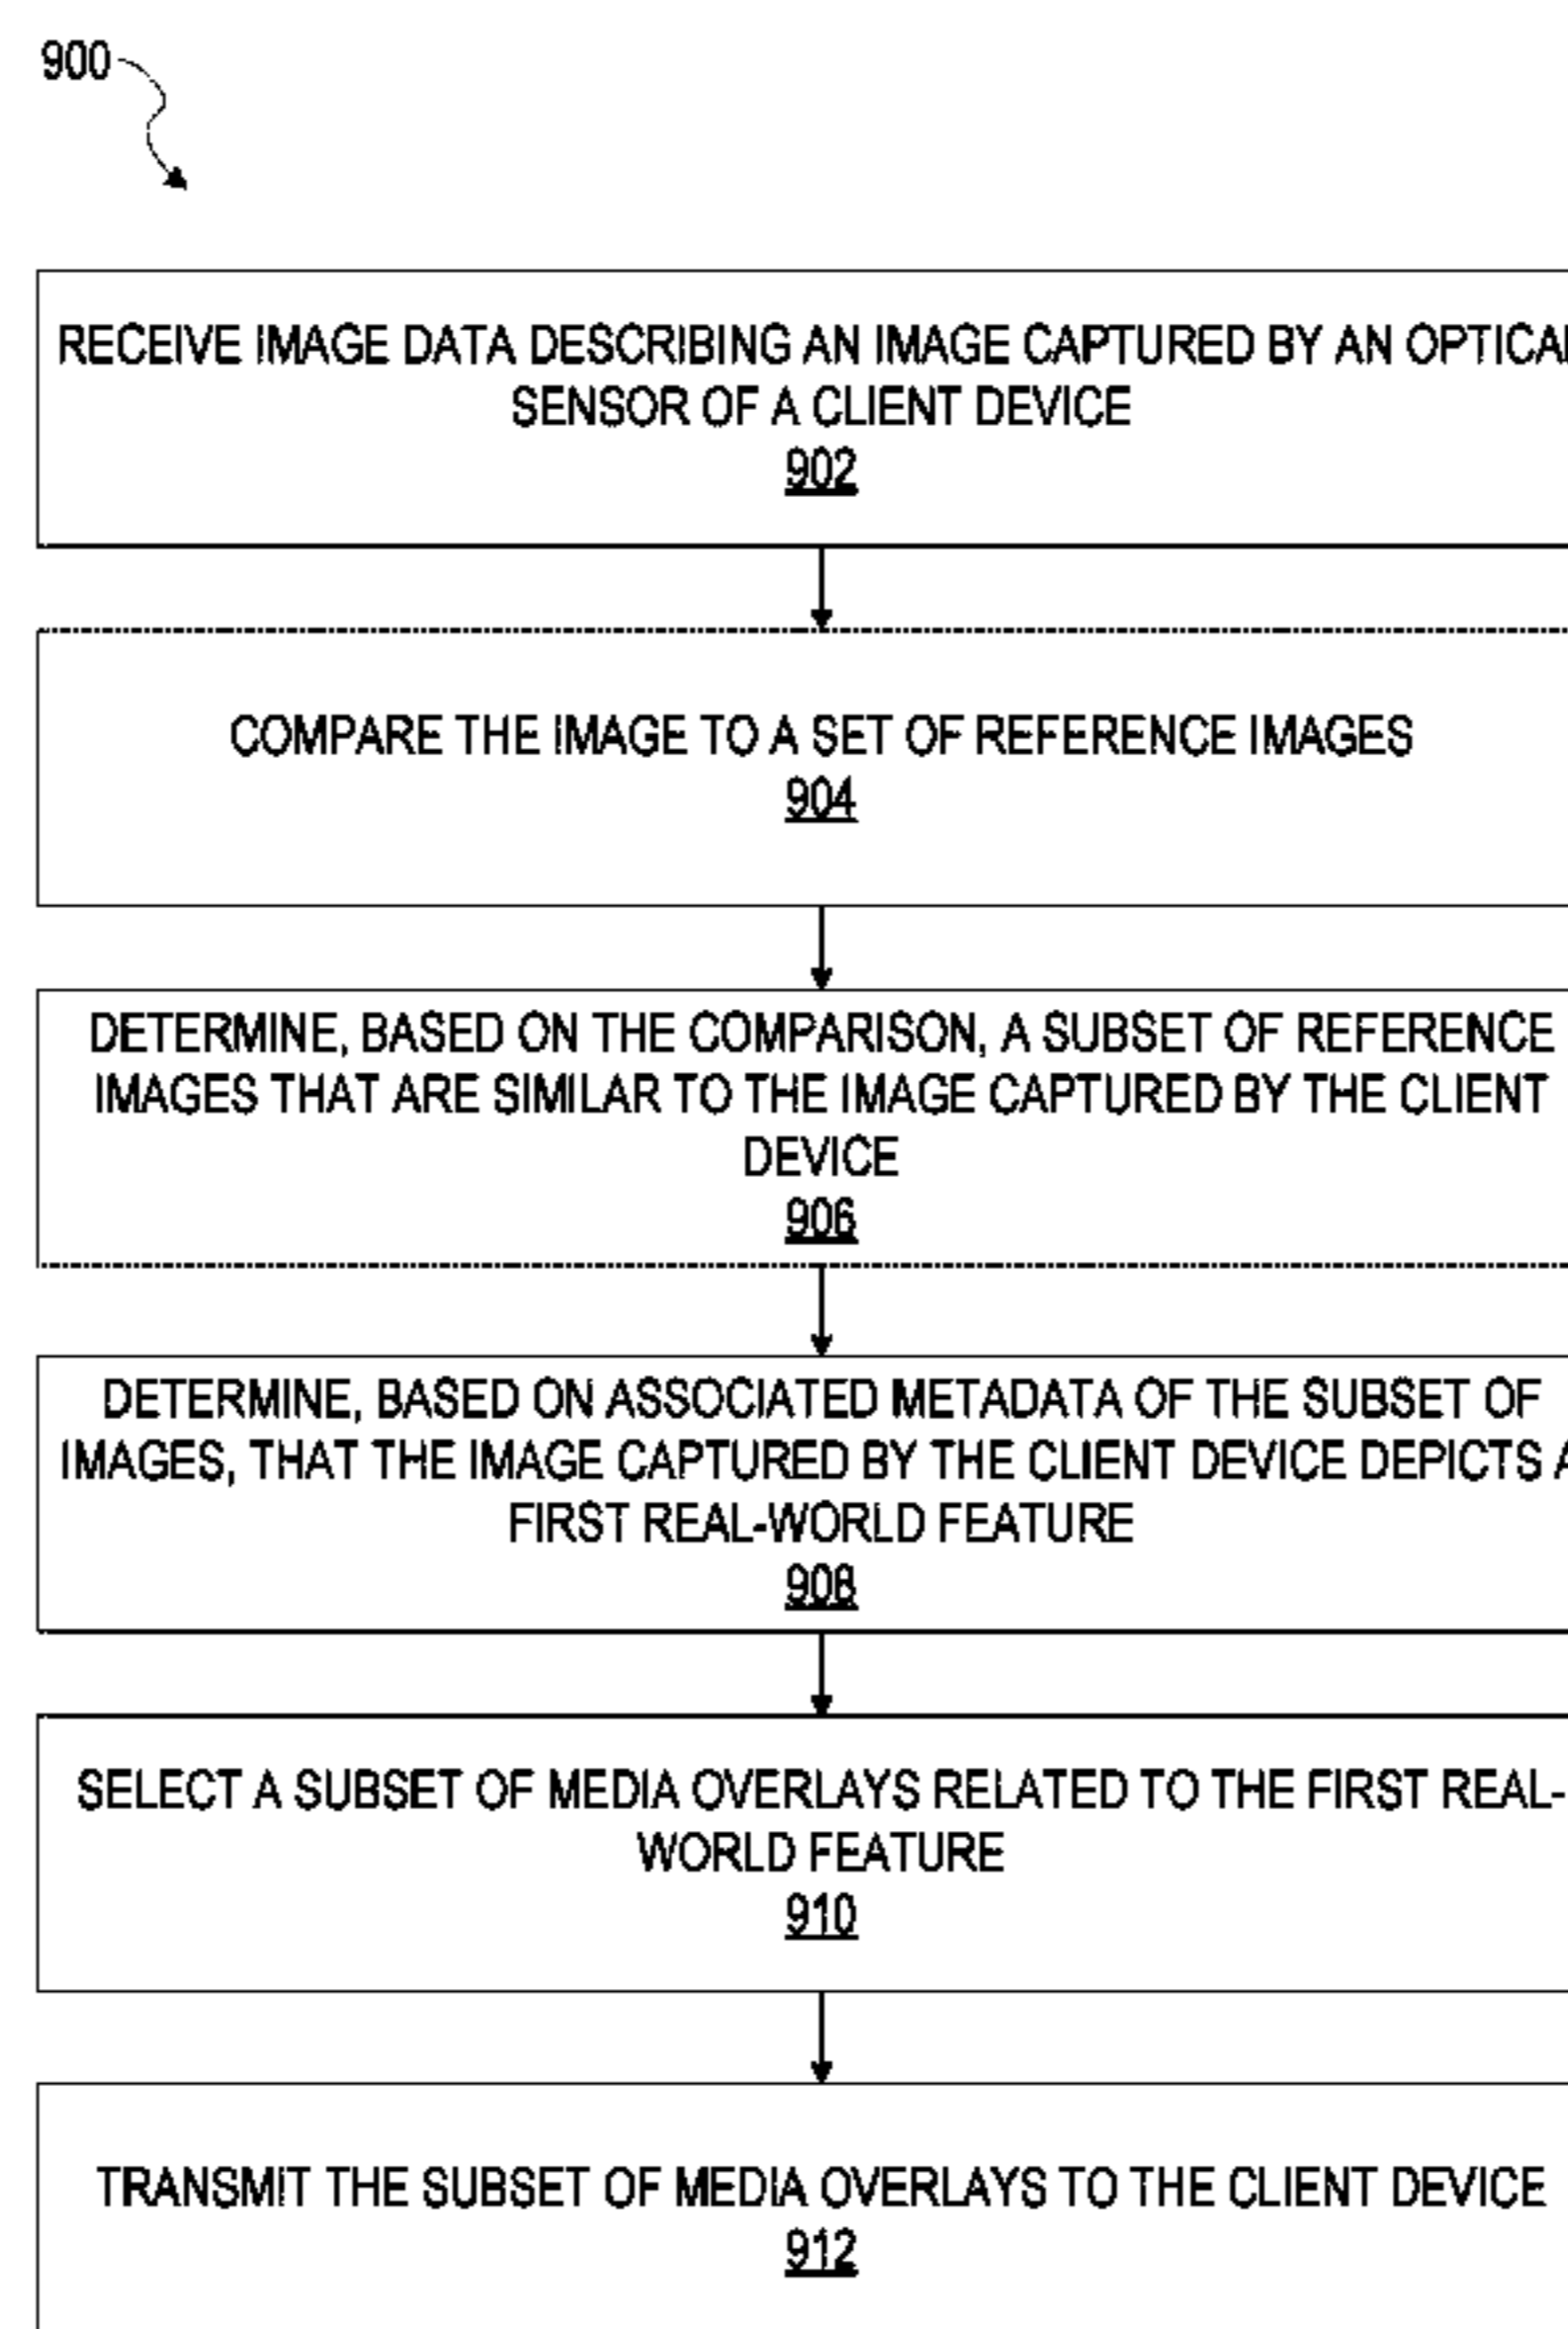 900
RECEIVE IMAGE DATA DESCRIBING AN IMAGE CAPTURED BY AN OPTICAL
SENSOR OF A CLIENT DEVICE
902
COMPARE THE IMAGE TO A SET OF REFERENCE IMAGES
904
DETERMINE, BASED ON THE COMPARISON, A SUBSET OF REFERENCE
IMAGES THAT ARE SIMILAR TO THE IMAGE CAPTURED BY THE CLIENT
DEVICE
906
DETERMINE, BASED ON ASSOCIATED METADATA OF THE SUBSET OF
IMAGES, THAT THE IMAGE CAPTURED BY THE CLIENT DEVICE DEPICTS A
FIRST REAL-WORLD FEATURE
908
SELECT A SUBSET OF MEDIA OVERLAYS RELATED TO THE FIRST REAL-
WORLD FEATURE
910
TRANSMIT THE SUBSET OF MEDIA OVERLAYS TO THE CLIENT DEVICE
912